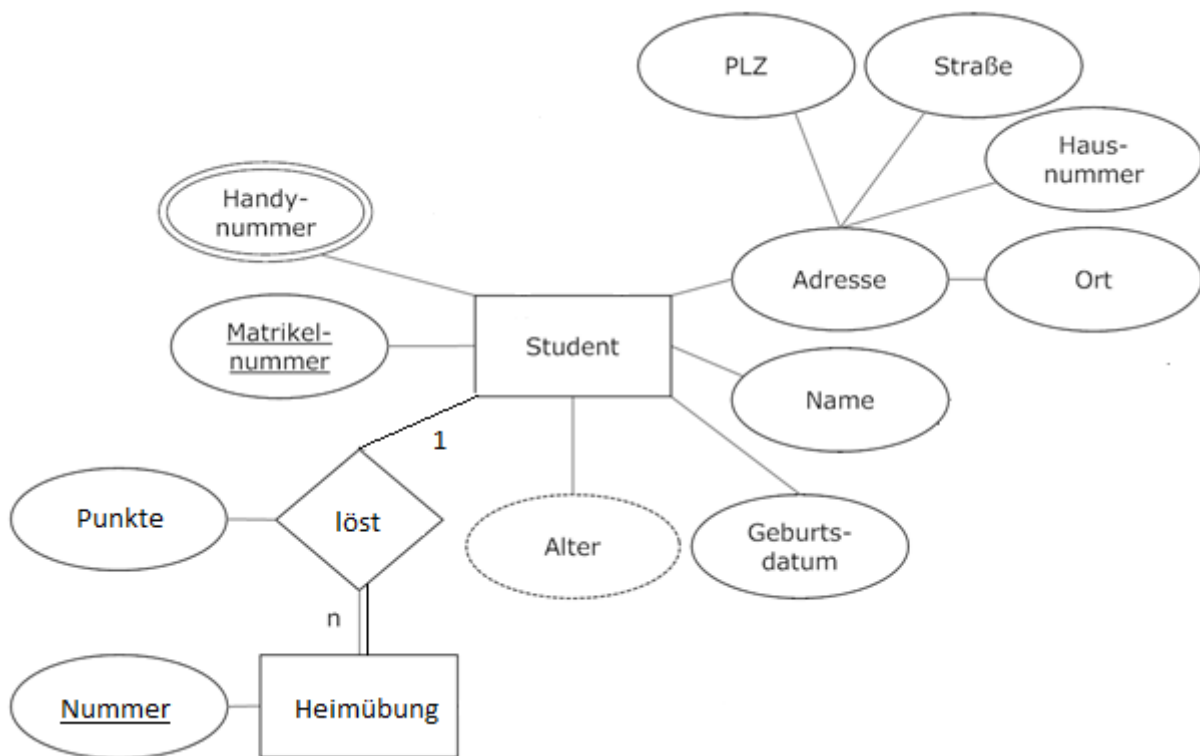 PLZ
Straße
Haus-
nummer
Handy-
nummer
Adresse
Ort
Matrikel-
nummer
Student
Name
1
Punkte
löst
Alter
Geburts-
datum
n
Nummer
Heimübung